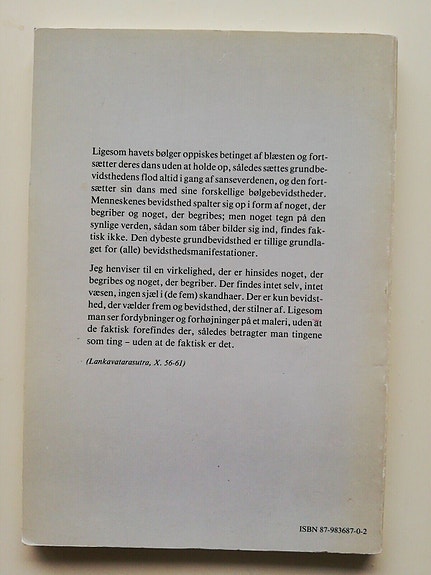 Ligesom havets bølger oppiskes betinget af blæsten og fort-
sætter deres dans uden at holde op, således sættes grundbe-
vidsthedens flod altid i gang af sanseverdenen, og den fort-
sætter sin dans med sine forskellige bølgebevidstheder.
Menneskenes bevidsthed spalter sig op i form af noget, der
begriber og noget, der begribes; men noget tegn på den
synlige verden, sådan som tåber bilder sig ind, findes fak-
tisk ikke. Den dybeste grundbevidsthed er tillige grundla-
get for (alle) bevidsthedsmanifestationer.
Jeg henviser til en virkelighed, der er hinsides noget, der
begribes og noget, der begriber. Der findes intet selv, intet
væsen, ingen sjæl i (de fem) skandhaer. Der er kun bevidst-
hed, der vælder frem og bevidsthed, der stilner af. Ligesom
man ser fordybninger og forhøjninger på et maleri, uden at
de faktisk forefindes der, således betragter man tingene
som ting – uden at de faktisk er det.
(Lankavatarasutra, X. 56-61)
ISBN 87-983687-0-2